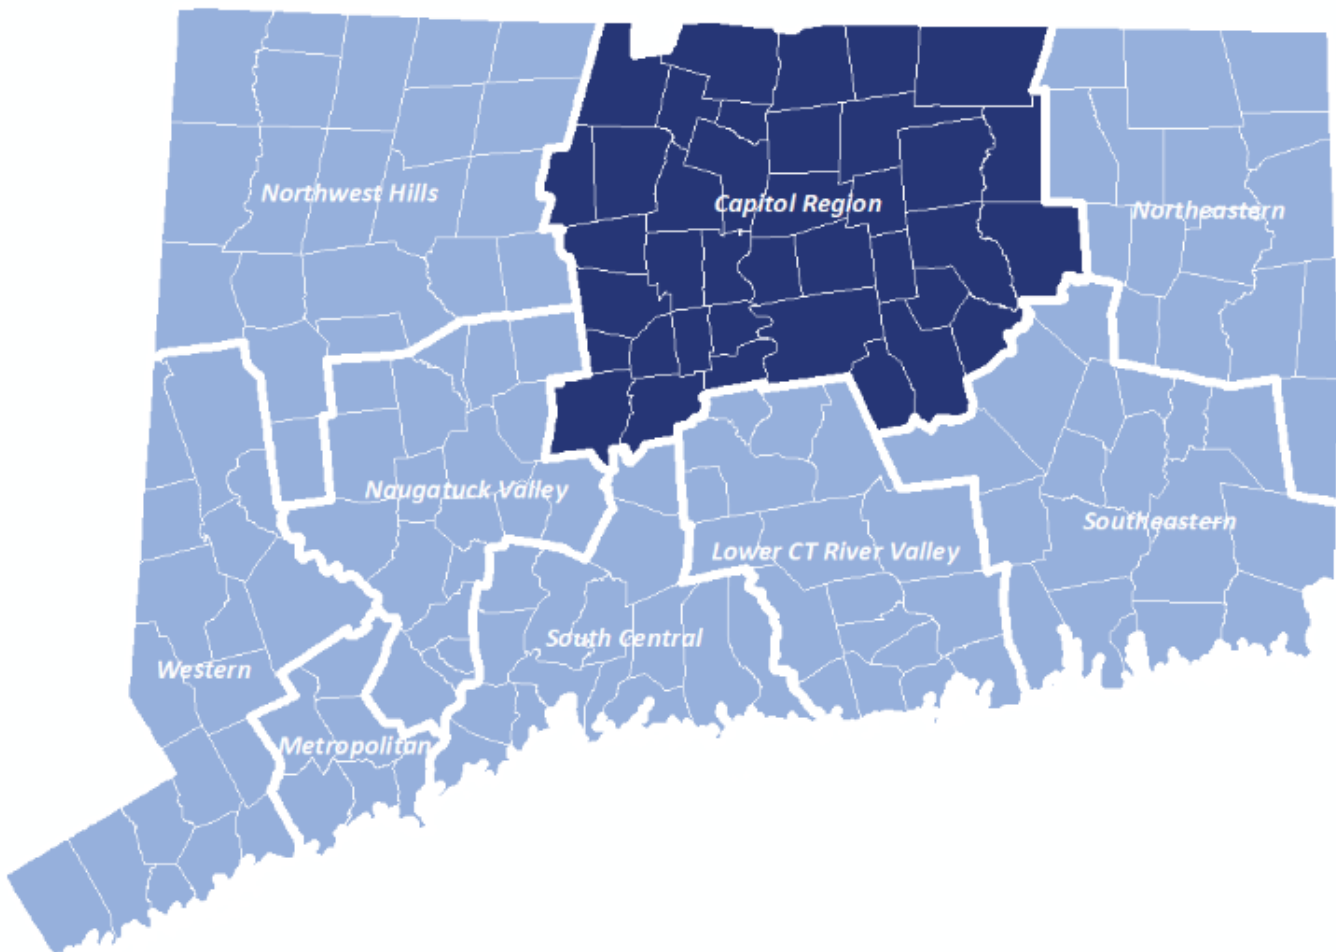 Northwest Hills
Capitol Region
Northeastern
Naugatuck Valley
Southeastern
Lower CT River Valley
South Central
Western
Metropolitan